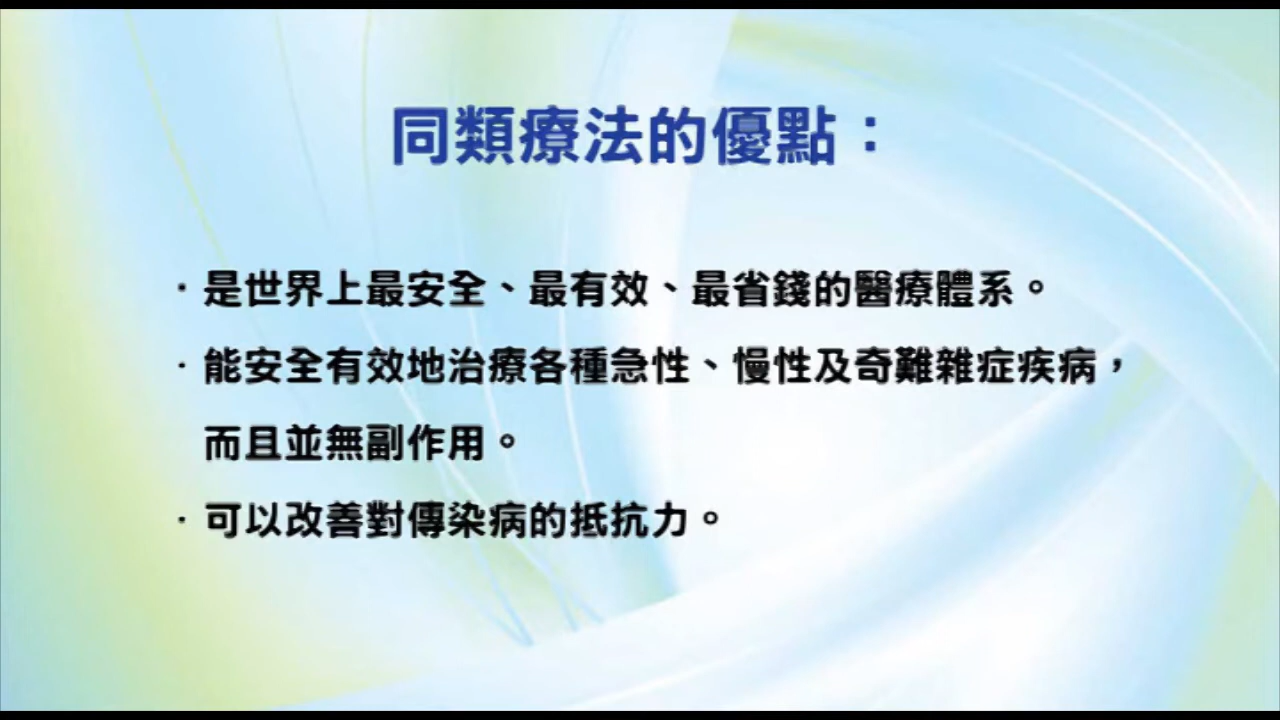 同類療法的優點：
·是世界上最安全、最有效、最省錢的醫療體系。
·能安全有效地治療各種急性、慢性及奇難雜症疾病，
而且並無副作用。
·可以改善對傳染病的抵抗力。